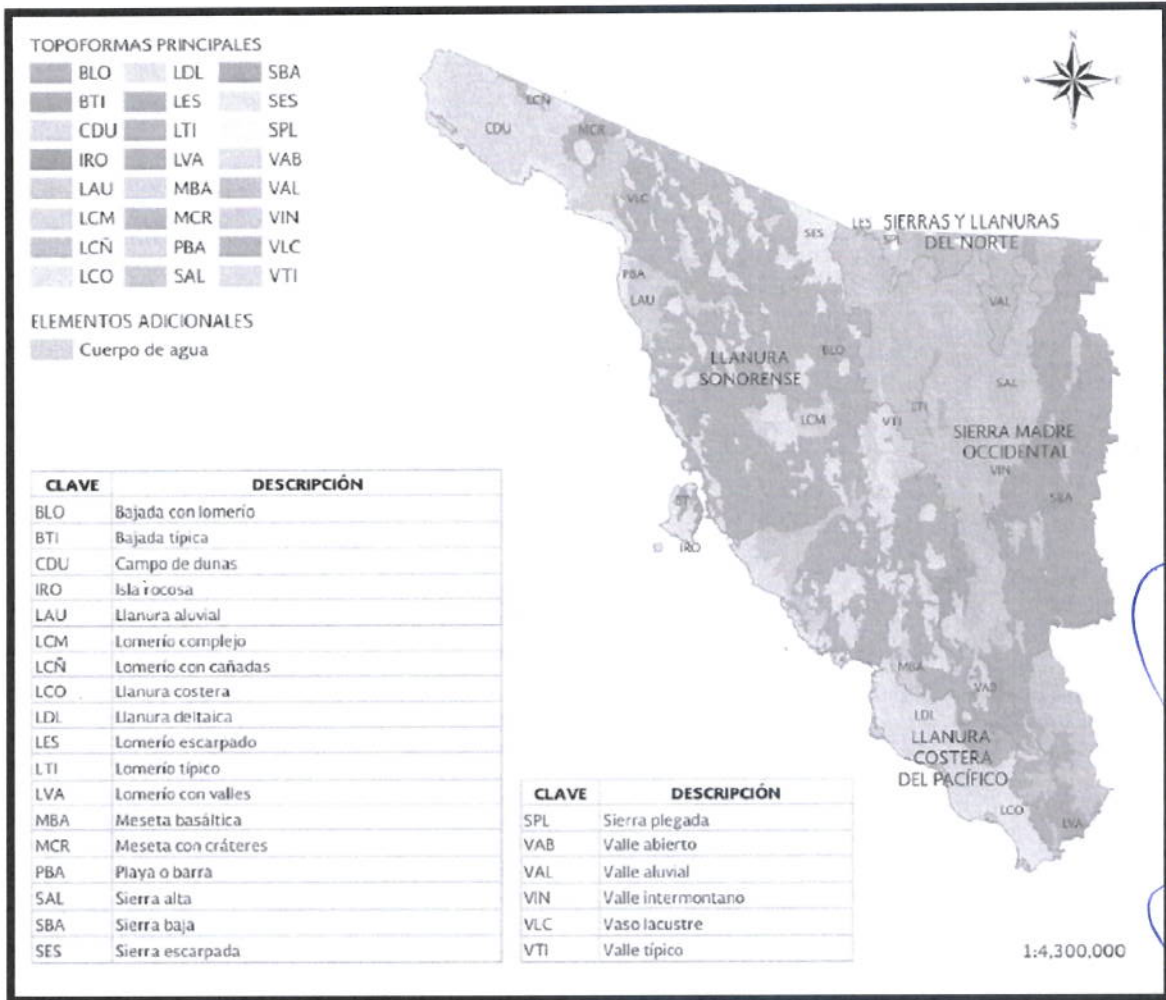 TOPOFORMAS PRINCIPALES
BLO LDL SBA
BTI LES SES
CDU LTI SPL
IRO LVA VAB
LAU MBA VAL
LCM MCR VIN
LCÑ PBA VLC
LCO SAL VTI
ELEMENTOS ADICIONALES
Cuerpo de agua
N
W E
S
LCÑ
CDU
MCR
VLC
SES
LES SIERRAS Y LLANURAS
SPL DEL NORTE
PBA
LAU
VAL
LLANURA
SONORENSE
BLO
SAL
LCM
VTI
LTI
SIERRA MADRE
OCCIDENTAL
VIN
SBA
BTI
IRO
MBA
VAB
LDL
LLANURA
COSTERA
DEL PACÍFICO
LCO
LVA
CLAVE DESCRIPCIÓN
BLO Bajada con lomerío
BTI Bajada típica
CDU Campo de dunas
IRO Isla rocosa
LAU Llanura aluvial
LCM Lomerío complejo
LCÑ Lomerío con cañadas
LCO Llanura costera
LDL Llanura deltaica
LES Lomerío escarpado
LTI Lomerío típico
LVA Lomerío con valles
MBA Meseta basáltica
MCR Meseta con cráteres
PBA Playa o barra
SAL Sierra alta
SBA Sierra baja
SES Sierra escarpada
CLAVE DESCRIPCIÓN
SPL Sierra plegada
VAB Valle abierto
VAL Valle aluvial
VIN Valle intermontano
VLC Vaso lacustre
VTI Valle típico
1:4,300,000